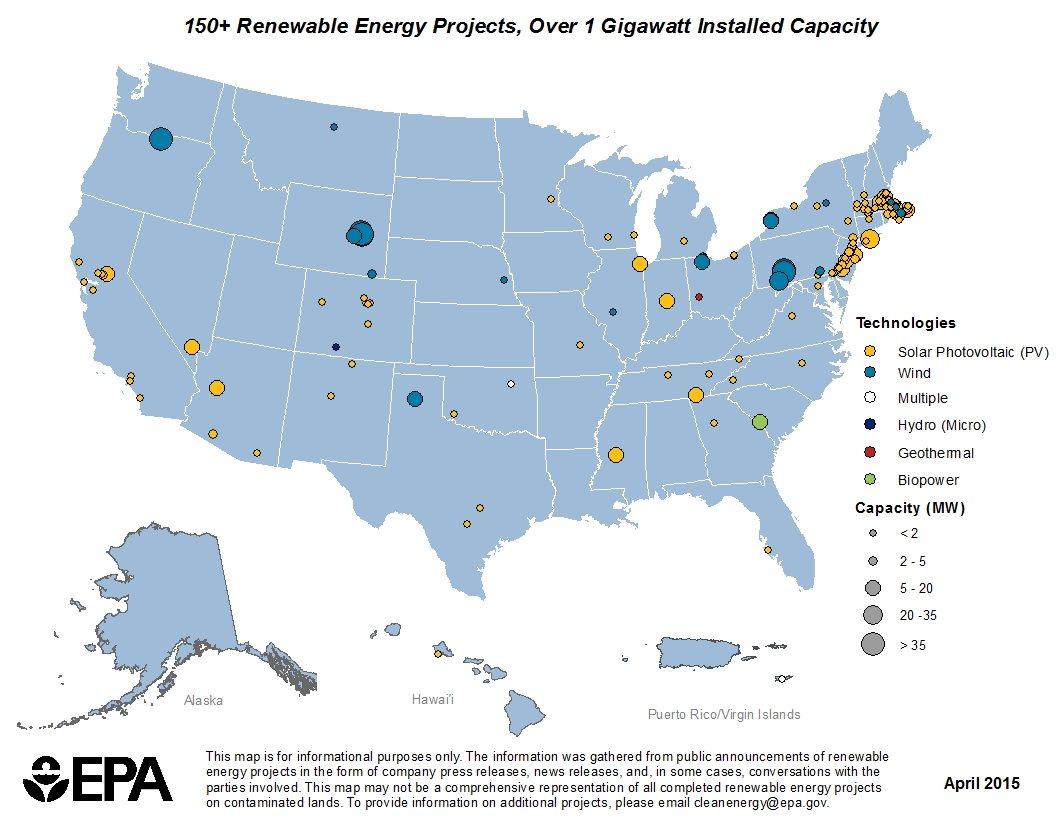 150+ Renewable Energy Projects, Over 1 Gigawatt Installed Capacity
Technologies
Solar Photovoltaic (PV)
Wind
Multiple
Hydro (Micro)
Geothermal
Biopower
Capacity (MW)
< 2
2 - 5
5 - 20
20 -35
> 35
Alaska
Hawai'i
Puerto Rico/Virgin Islands
EPA
This map is for informational purposes only. The information was gathered from public announcements of renewable
energy projects in the form of company press releases, news releases, and, in some cases, conversations with the
parties involved. This map may not be a comprehensive representation of all completed renewable energy projects
on contaminated lands. To provide information on additional projects, please email cleanenergy@epa.gov.
April 2015